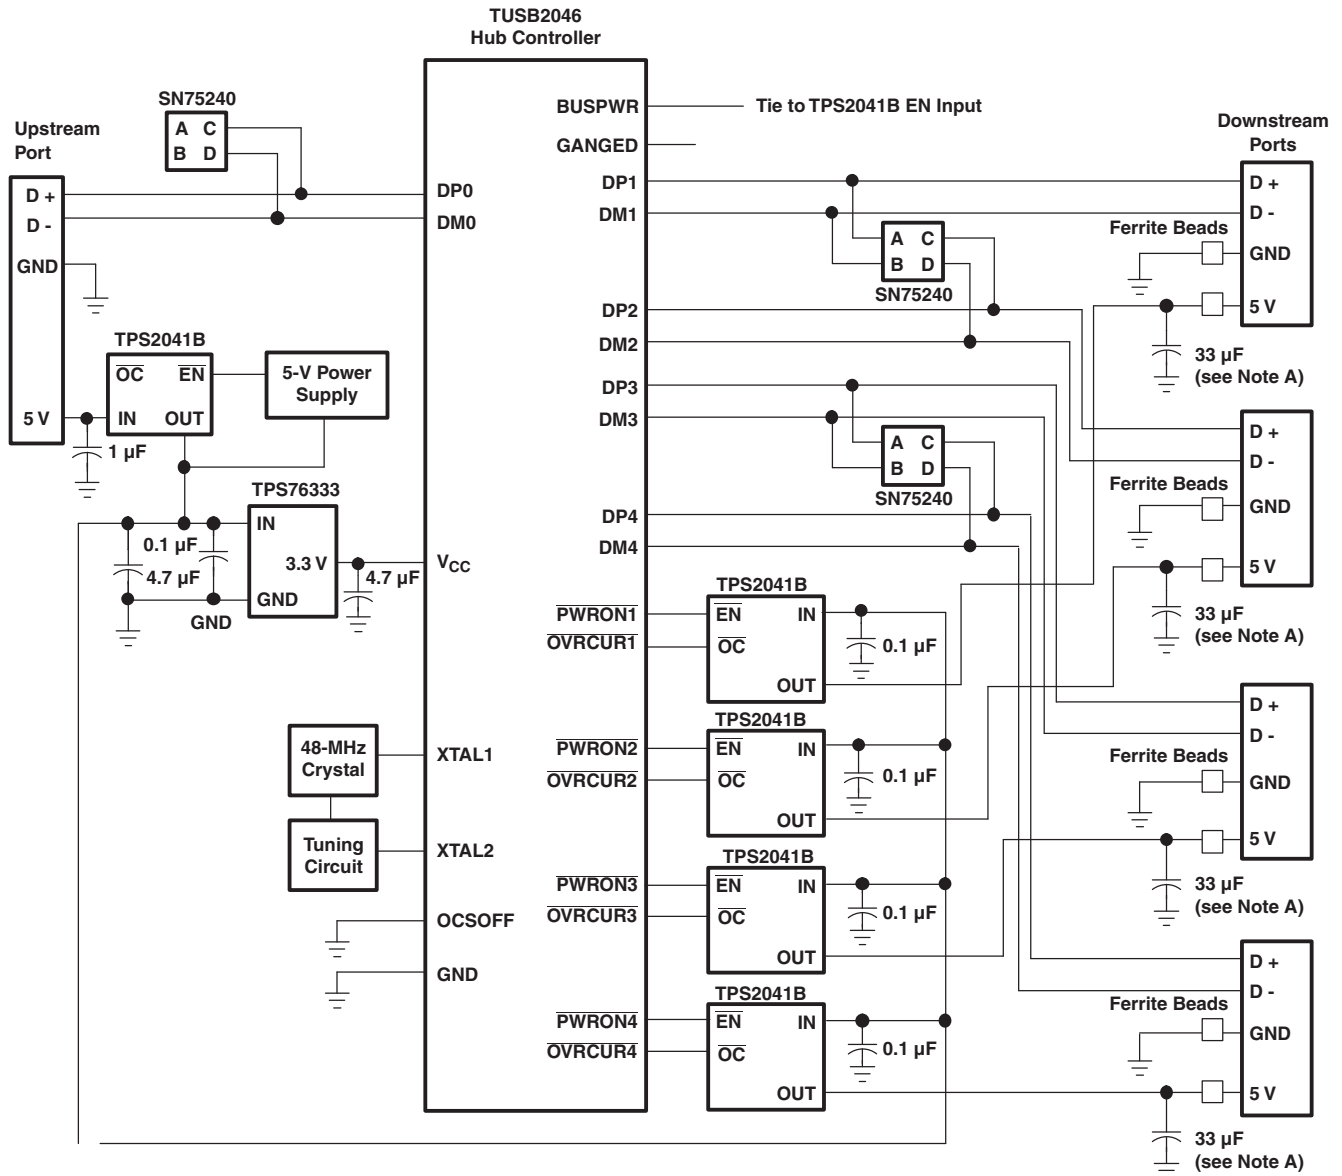 TUSB2046
Hub Controller
SN75240
A C
B D
Upstream
Port
D +
D -
GND
5 V
DP0
DM0
BUSPWR
Tie to TPS2041B EN Input
GANGED
DP1
DM1
A C
B D
SN75240
DP2
DM2
DP3
DM3
A C
B D
SN75240
DP4
DM4
Downstream
Ports
D +
D -
Ferrite Beads
GND
5 V
33 µF
(see Note A)
D +
D -
Ferrite Beads
GND
5 V
33 µF
(see Note A)
D +
D -
Ferrite Beads
GND
5 V
33 µF
(see Note A)
D +
D -
Ferrite Beads
GND
5 V
33 µF
(see Note A)
TPS2041B
OC EN
IN OUT
5-V Power
Supply
1 µF
TPS76333
IN
3.3 V
GND
0.1 µF
4.7 µF
GND
4.7 µF
VCC
PWRON1
OVRCUR1
TPS2041B
EN IN
OC
OUT
0.1 µF
PWRON2
OVRCUR2
TPS2041B
EN IN
OC
OUT
0.1 µF
PWRON3
OVRCUR3
TPS2041B
EN IN
OC
OUT
0.1 µF
PWRON4
OVRCUR4
TPS2041B
EN IN
OC
OUT
0.1 µF
48-MHz
Crystal
XTAL1
Tuning
Circuit
XTAL2
OCSOFF
GND